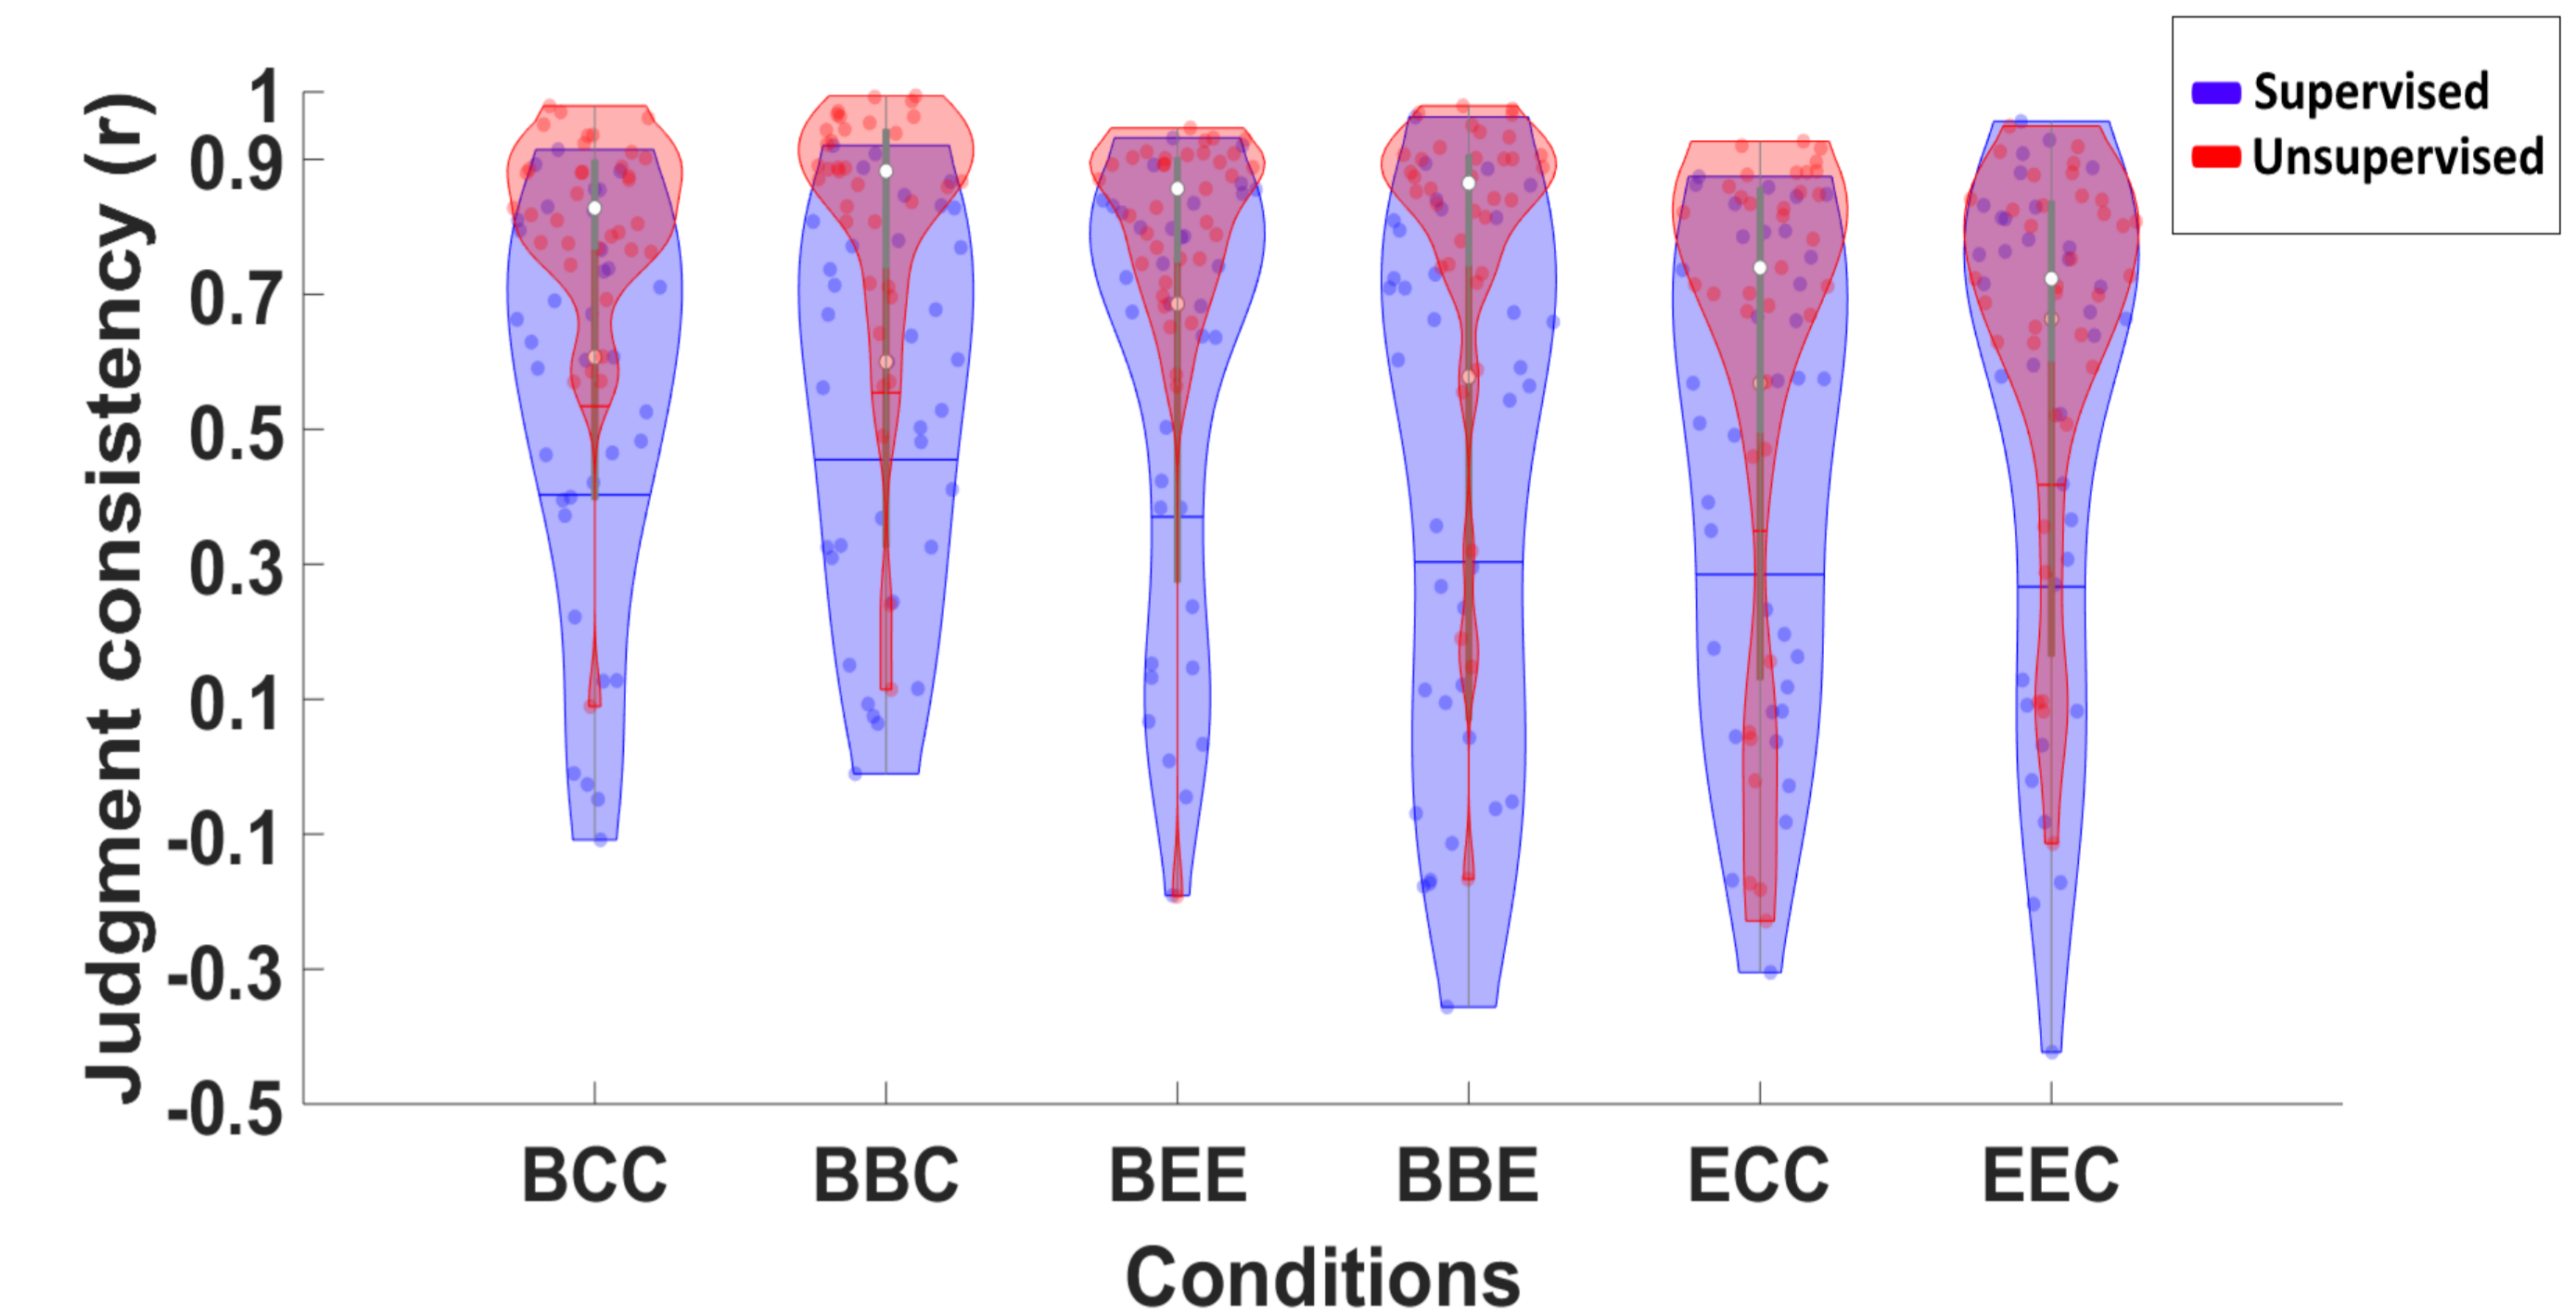 Supervised
Unsupervised
Judgment consistency (r)
1
0.9
0.7
0.5
0.3
0.1
-0.1
-0.3
-0.5
BCC BBC BEE BBE ECC EEC
Conditions